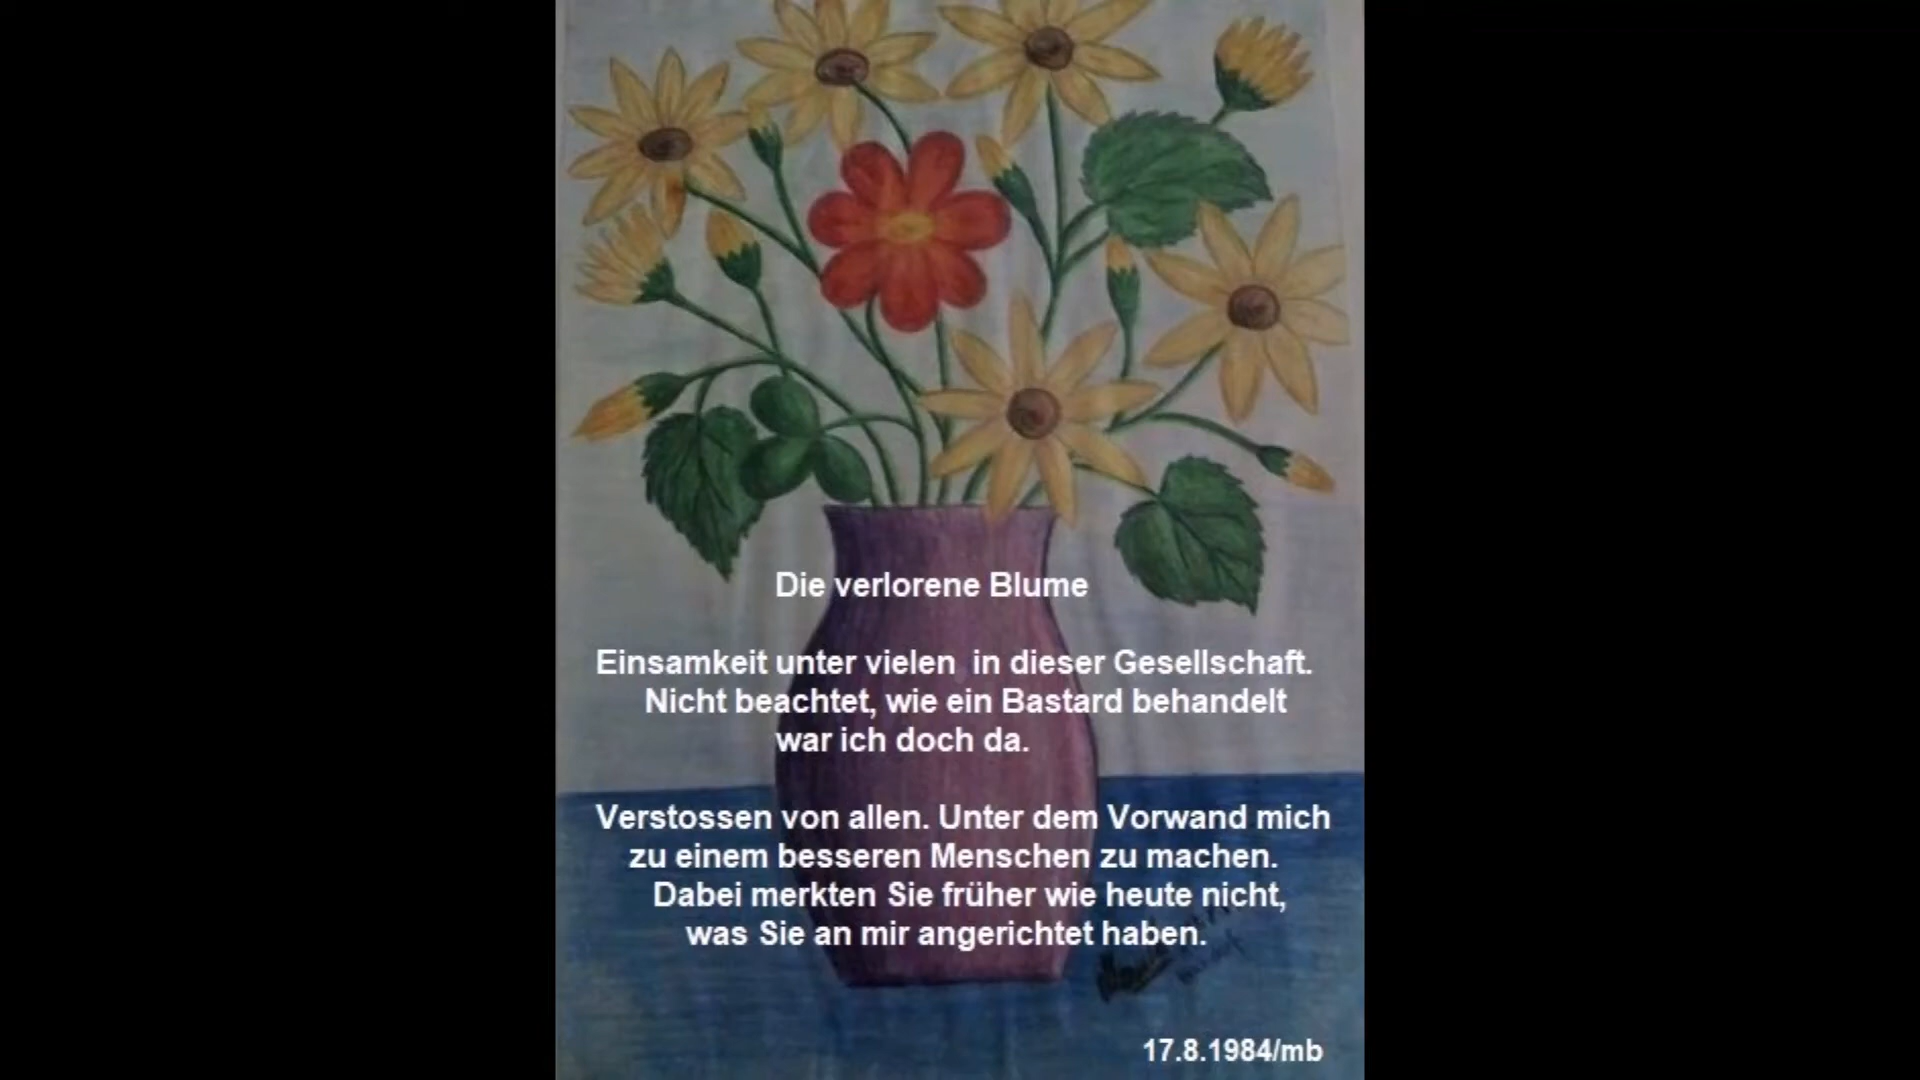 Die verlorene Blume
Einsamkeit unter vielen in dieser Gesellschaft.
Nicht beachtet, wie ein Bastard behandelt
war ich doch da.
Verstossen von allen. Unter dem Vorwand mich
zu einem besseren Menschen zu machen.
Dabei merkten Sie früher wie heute nicht,
was Sie an mir angerichtet haben.
17.8.1984/mb